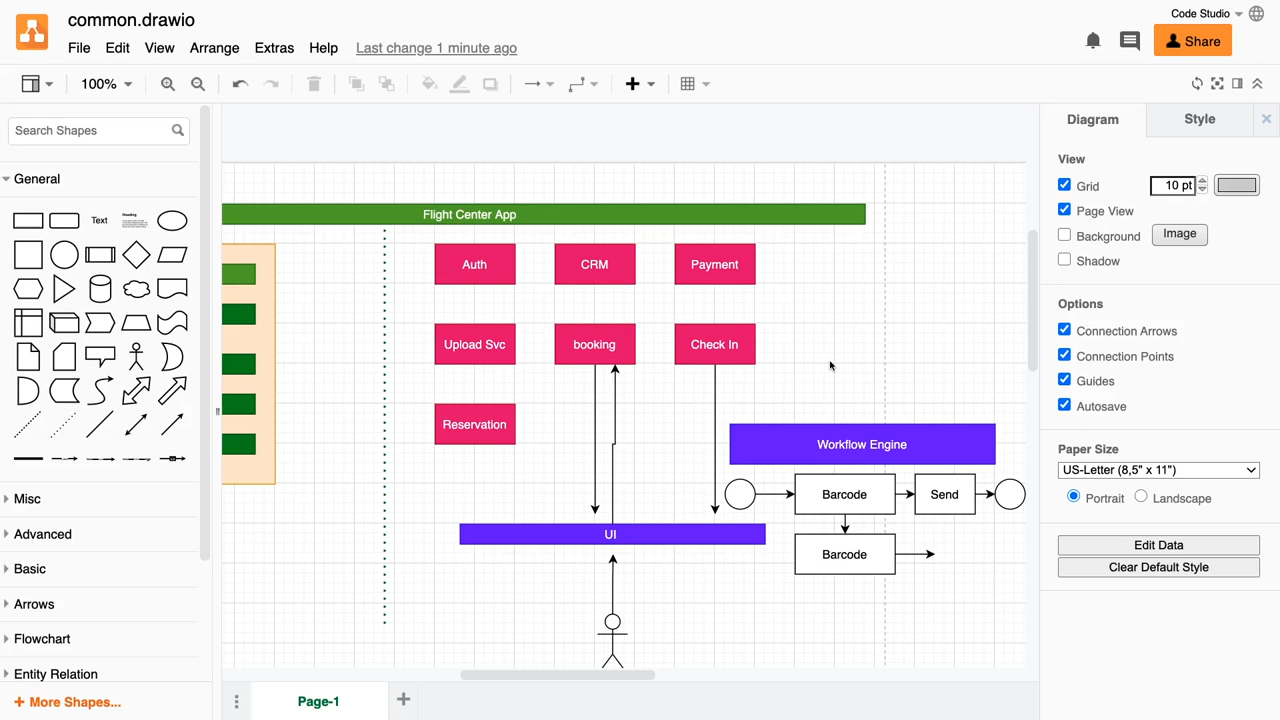 common.drawio
Code Studio
File Edit View Arrange Extras Help Last change 1 minute ago
Share
100%
Search Shapes
General
Text
Heading
Misc
Advanced
Basic
Arrows
Flowchart
Entity Relation
+ More Shapes...
Flight Center App
Auth CRM Payment
Upload Svc booking Check In
Reservation
Workflow Engine
Barcode Send
UI
Barcode
Page-1
Diagram Style
View
Grid 10 pt
Page View
Background Image
Shadow
Options
Connection Arrows
Connection Points
Guides
Autosave
Paper Size
US-Letter (8,5" x 11")
Portrait Landscape
Edit Data
Clear Default Style